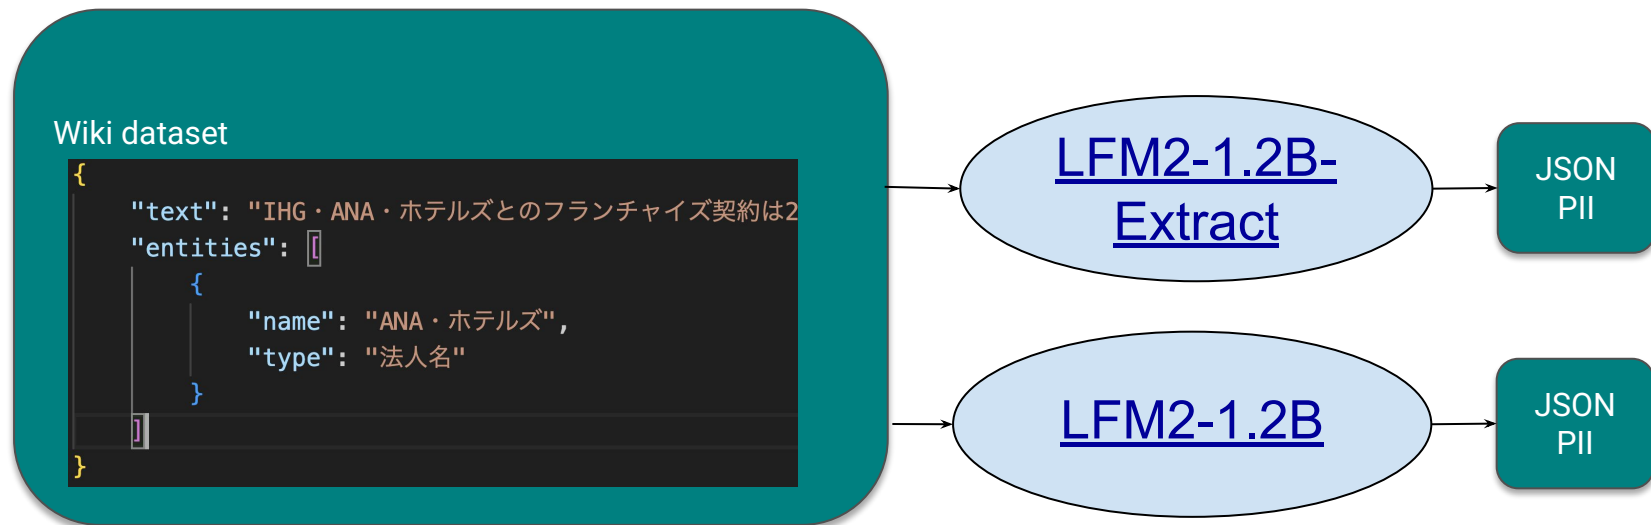 Wiki dataset
{
"text": "IHG・ANA・ホテルズとのフランチャイズ契約は2
"entities": [
{
"name": "ANA・ホテルズ",
"type": "法人名"
}
]
}
LFM2-1.2B-
Extract
JSON
PII
LFM2-1.2B
JSON
PII